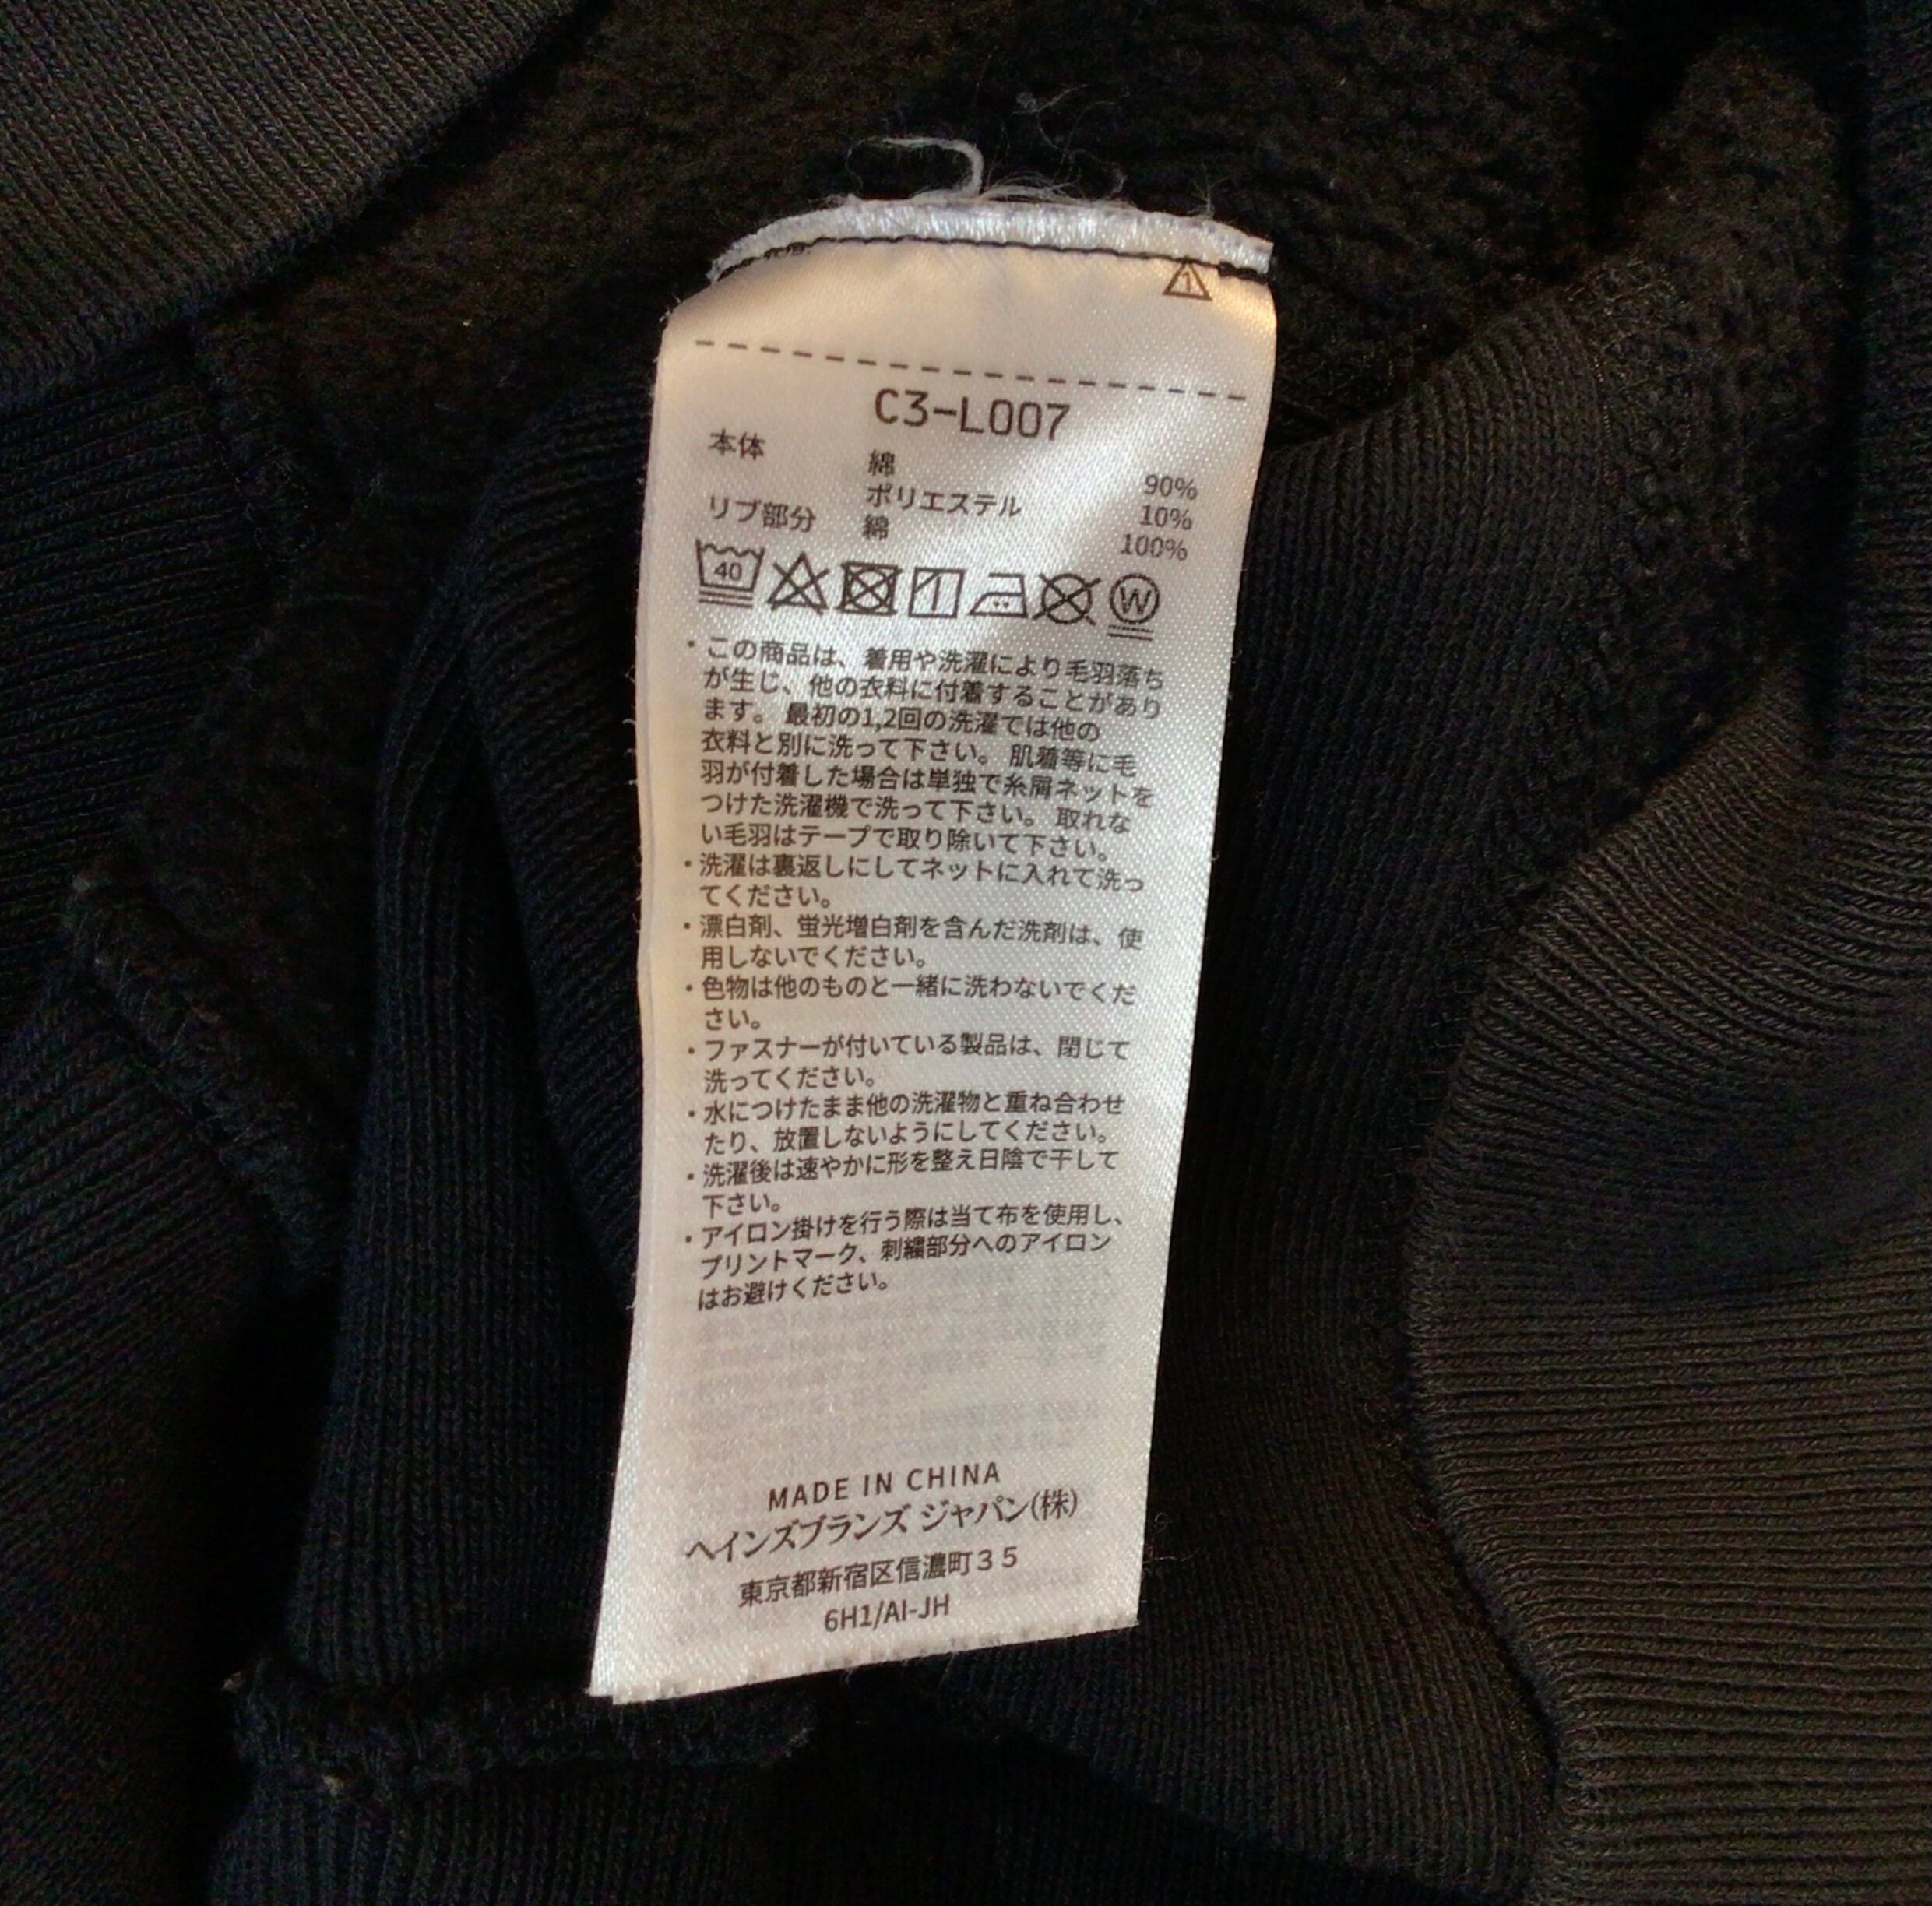 1
C3-L007
本体 綿 90%
ポリエステル 10%
リブ部分 綿 100%
40 W
・この商品は、着用や洗濯により毛羽落ち
が生じ、他の衣料に付着することがあり
ます。 最初の1,2回の洗濯では他の
衣料と別に洗って下さい。 肌着等に毛
羽が付着した場合は単独で糸屑ネットを
つけた洗濯機で洗って下さい。 取れな
い毛羽はテープで取り除いて下さい。
・洗濯は裏返しにしてネットに入れて洗っ
てください。
・漂白剤、蛍光増白剤を含んだ洗剤は、使
用しないでください。
・色物は他のものと一緒に洗わないでくだ
さい。
・ファスナーが付いている製品は、閉じて
洗ってください。
・水につけたまま他の洗濯物と重ね合わせ
たり、放置しないようにしてください。
・洗濯後は速やかに形を整え日陰で干して
下さい。
・アイロン掛けを行う際は当て布を使用し、
プリントマーク、刺繍部分へのアイロン
はお避けください。
MADE IN CHINA
ヘインズブランズ ジャパン(株)
東京都新宿区信濃町３５
6H1/AI-JH